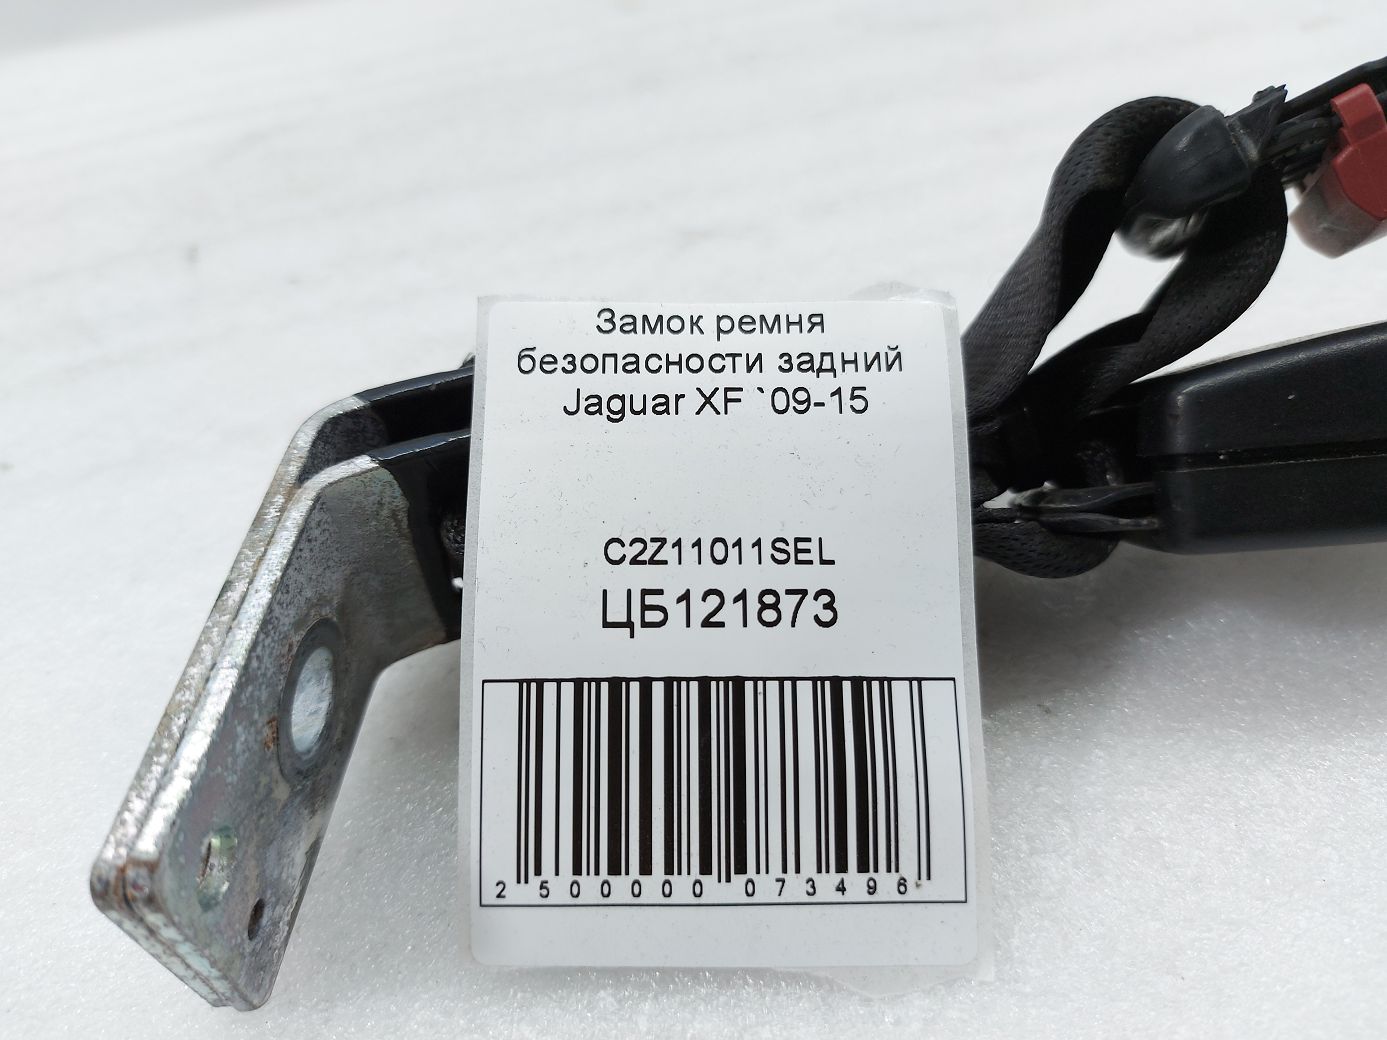 Замок ремня
безопасности задний
Jaguar XF `09-15
C2Z11011SEL
ЦБ121873
2 500000 073496